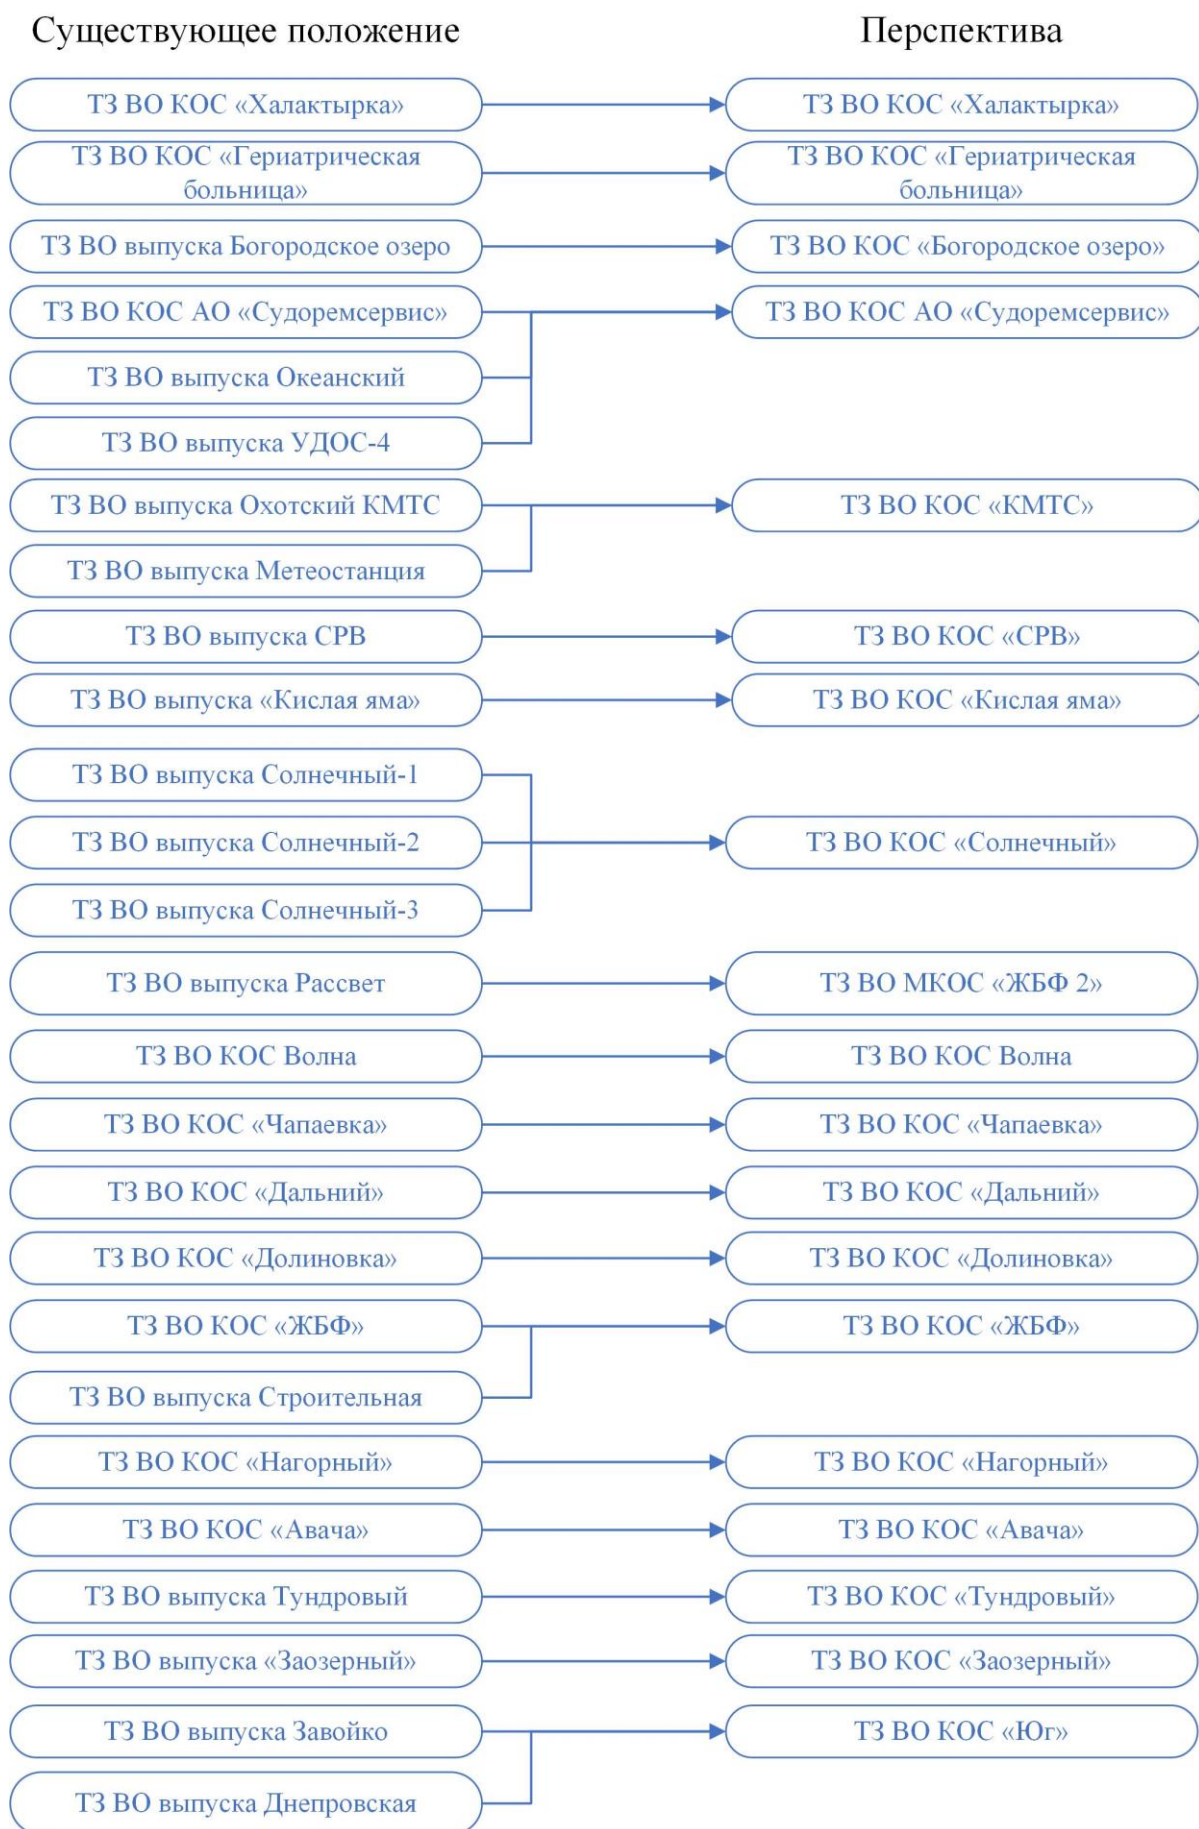 Существующее положение
Перспектива
ТЗ ВО КОС «Халактырка»
ТЗ ВО КОС «Халактырка»
ТЗ ВО КОС «Гериатрическая
больница»
ТЗ ВО КОС «Гериатрическая
больница»
ТЗ ВО выпуска Богородское озеро
ТЗ ВО КОС «Богородское озеро»
ТЗ ВО КОС АО «Судоремсервис»
ТЗ ВО КОС АО «Судоремсервис»
ТЗ ВО выпуска Океанский
ТЗ ВО выпуска УДОС-4
ТЗ ВО выпуска Охотский КМТС
ТЗ ВО КОС «КМТС»
ТЗ ВО выпуска Метеостанция
ТЗ ВО выпуска СРВ
ТЗ ВО КОС «СРВ»
ТЗ ВО выпуска «Кислая яма»
ТЗ ВО КОС «Кислая яма»
ТЗ ВО выпуска Солнечный-1
ТЗ ВО выпуска Солнечный-2
ТЗ ВО КОС «Солнечный»
ТЗ ВО выпуска Солнечный-3
ТЗ ВО выпуска Рассвет
ТЗ ВО МКОС «ЖБФ 2»
ТЗ ВО КОС Волна
ТЗ ВО КОС Волна
ТЗ ВО КОС «Чапаевка»
ТЗ ВО КОС «Чапаевка»
ТЗ ВО КОС «Дальний»
ТЗ ВО КОС «Дальний»
ТЗ ВО КОС «Долиновка»
ТЗ ВО КОС «Долиновка»
ТЗ ВО КОС «ЖБФ»
ТЗ ВО КОС «ЖБФ»
ТЗ ВО выпуска Строительная
ТЗ ВО КОС «Нагорный»
ТЗ ВО КОС «Нагорный»
ТЗ ВО КОС «Авача»
ТЗ ВО КОС «Авача»
ТЗ ВО выпуска Тундровый
ТЗ ВО КОС «Тундровый»
ТЗ ВО выпуска «Заозерный»
ТЗ ВО КОС «Заозерный»
ТЗ ВО выпуска Завойко
ТЗ ВО КОС «Юг»
ТЗ ВО выпуска Днепровская